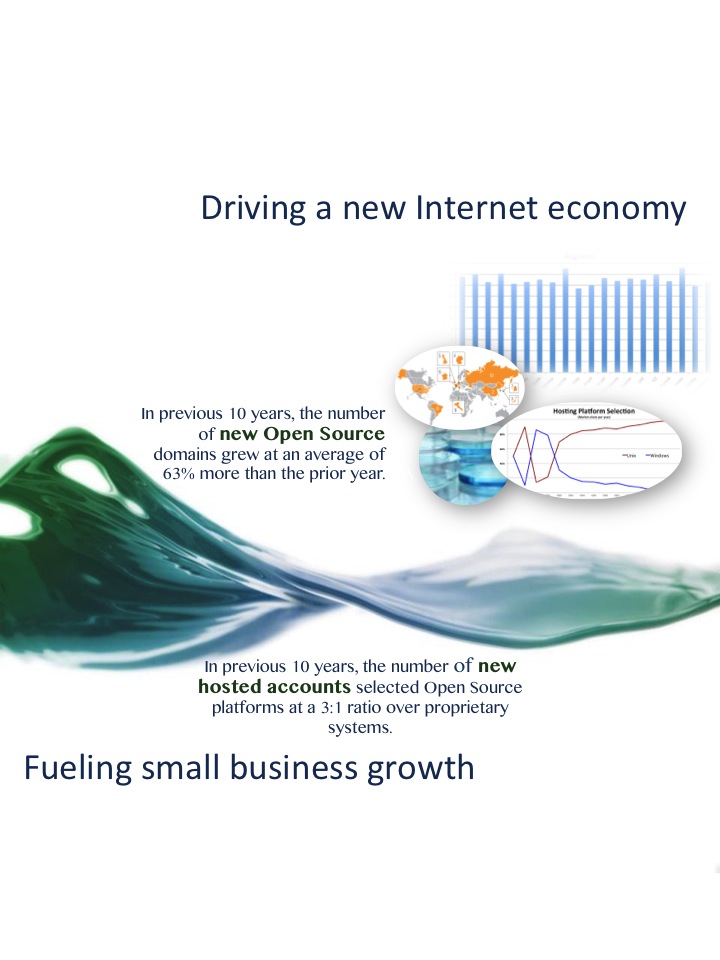 Driving a new Internet economy
In previous 10 years, the number
of new Open Source
domains grew at an average of
63% more than the prior year.
Hosting Platform Selection
Unix
Windows
In previous 10 years, the number of new
hosted accounts selected Open Source
platforms at a 3:1 ratio over proprietary
systems.
Fueling small business growth